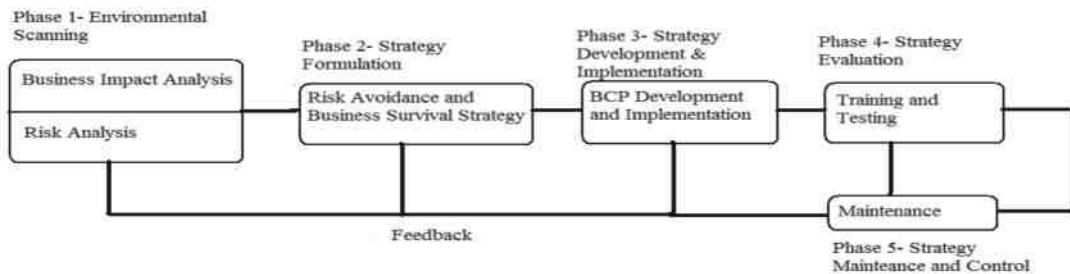 Phase 1- Environmental
Scanning
Business Impact Analysis
Risk Analysis
Phase 2- Strategy
Formulation
Risk Avoidance and
Business Survival Strategy
Phase 3- Strategy
Development &
Implementation
BCP Development
and Implementation
Phase 4- Strategy
Evaluation
Training and
Testing
Maintenance
Phase 5- Strategy
Mainteance and Control
Feedback